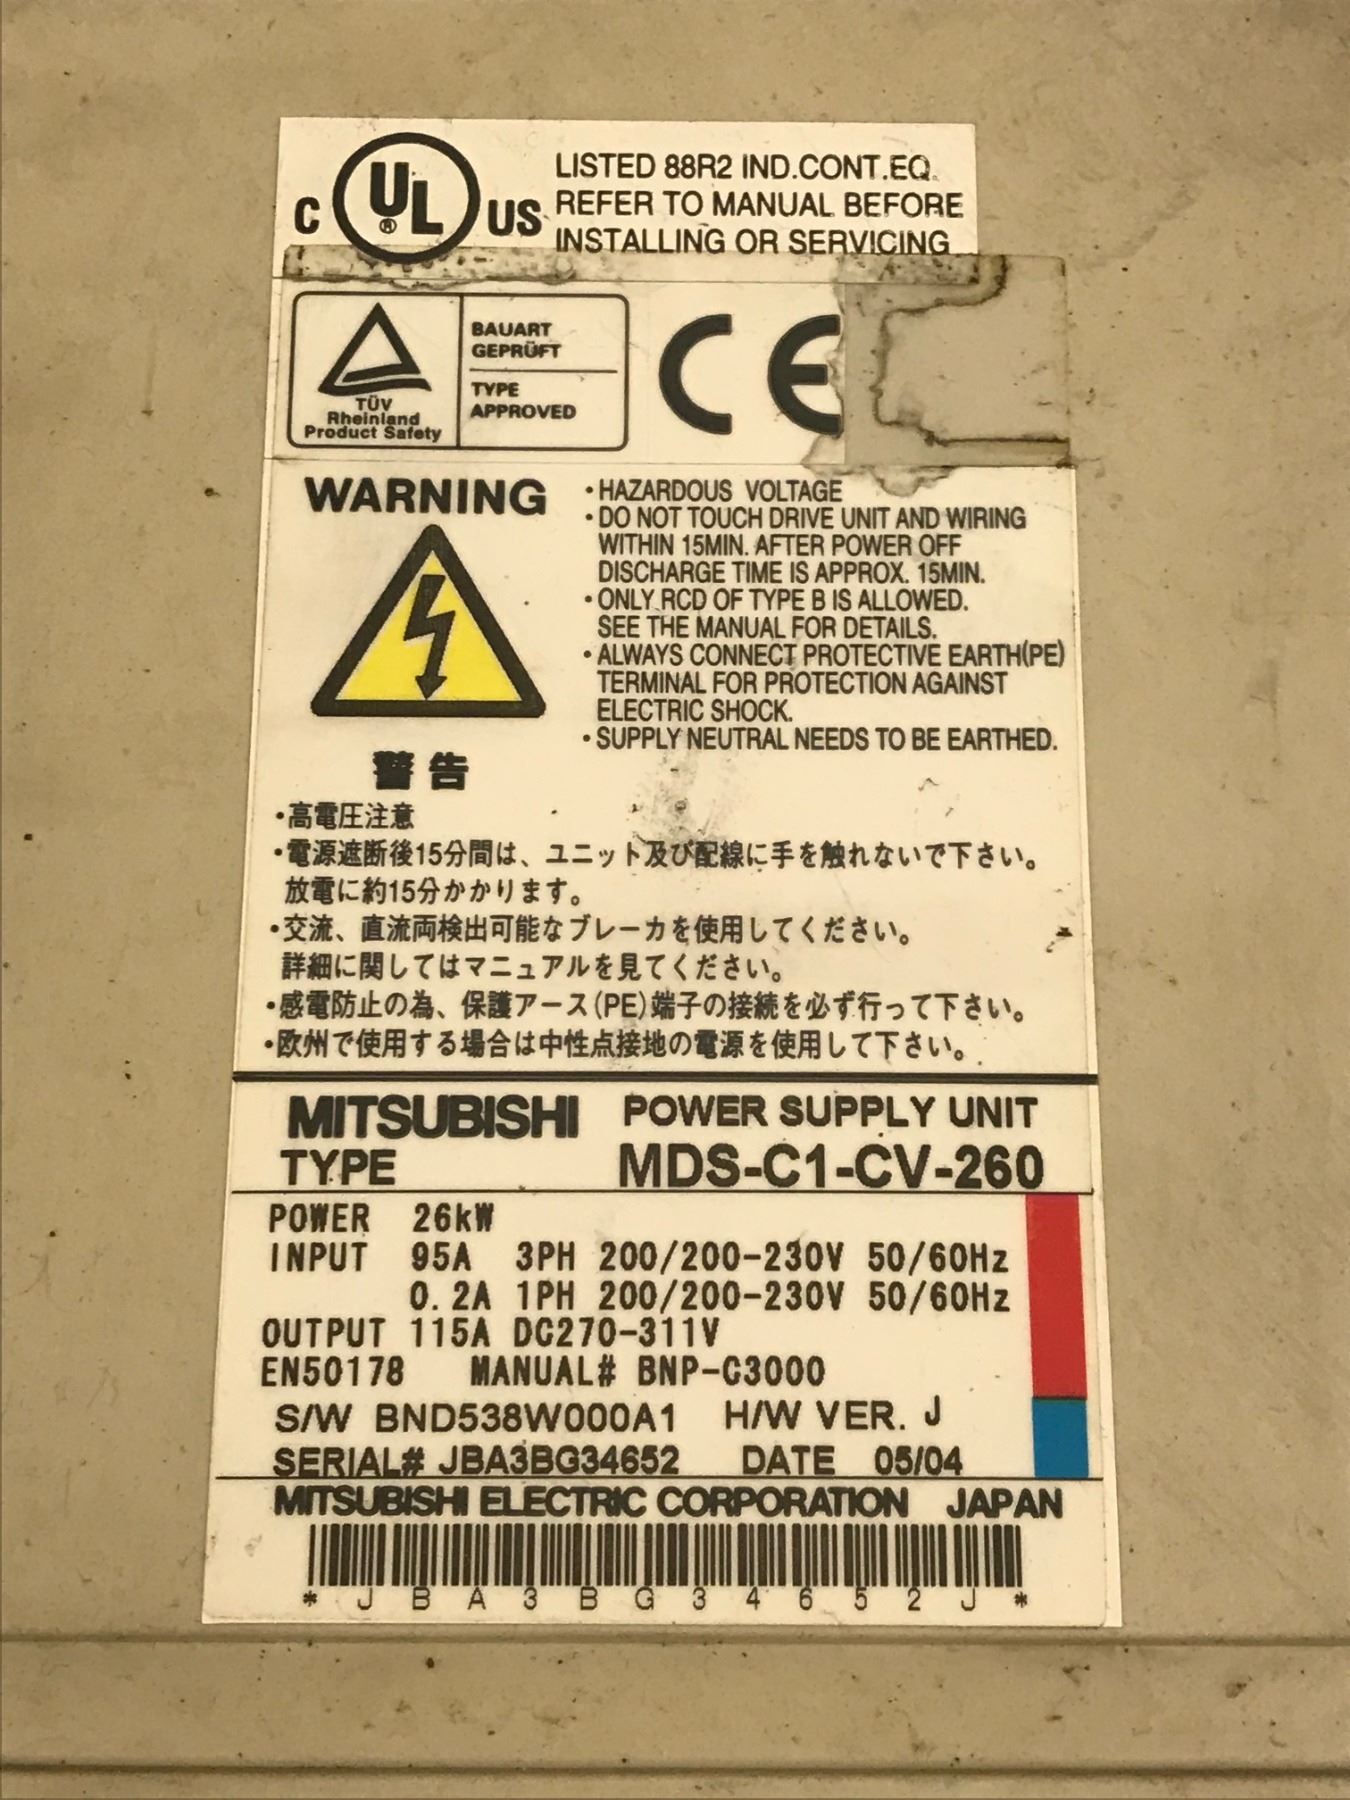 C UL ® US
LISTED 88R2 IND.CONT.EQ.
REFER TO MANUAL BEFORE
INSTALLING OR SERVICING
TÜV
Rheinland
Product Safety
BAUART
GEPRÜFT
TYPE
APPROVED
CE
WARNING
・HAZARDOUS VOLTAGE
・DO NOT TOUCH DRIVE UNIT AND WIRING
WITHIN 15MIN. AFTER POWER OFF
DISCHARGE TIME IS APPROX. 15MIN.
・ONLY RCD OF TYPE B IS ALLOWED.
SEE THE MANUAL FOR DETAILS.
・ALWAYS CONNECT PROTECTIVE EARTH(PE)
TERMINAL FOR PROTECTION AGAINST
ELECTRIC SHOCK.
・SUPPLY NEUTRAL NEEDS TO BE EARTHED.
警告
・高電圧注意
・電源遮断後15分間は、ユニット及び配線に手を触れないで下さい。
放電に約15分かかります。
・交流、直流両検出可能なブレーカを使用してください。
詳細に関してはマニュアルを見てください。
・感電防止の為、保護アース(PE)端子の接続を必ず行って下さい。
・欧州で使用する場合は中性点接地の電源を使用して下さい。
MITSUBISHI POWER SUPPLY UNIT
TYPE MDS-C1-CV-260
POWER 26kW
INPUT 95A 3PH 200/200-230V 50/60Hz
0.2A 1PH 200/200-230V 50/60Hz
OUTPUT 115A DC270-311V
EN50178 MANUAL# BNP-C3000
S/W BND538W000A1 H/W VER. J
SERIAL# JBA3BG34652 DATE 05/04
MITSUBISHI ELECTRIC CORPORATION JAPAN
* J B A 3 B G 3 4 6 5 2 J *